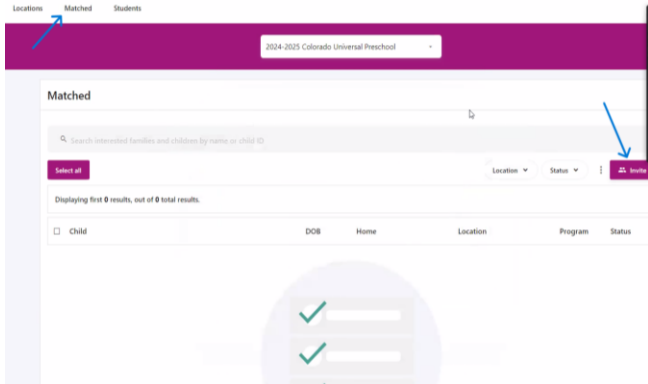 Locations Matched Students
2024-2025 Colorado Universal Preschool
Matched
Search interested families and children by name or child ID
Select all Location Status Invite
Displaying first 0 results, out of 0 total results.
Child DOB Home Location Program Status